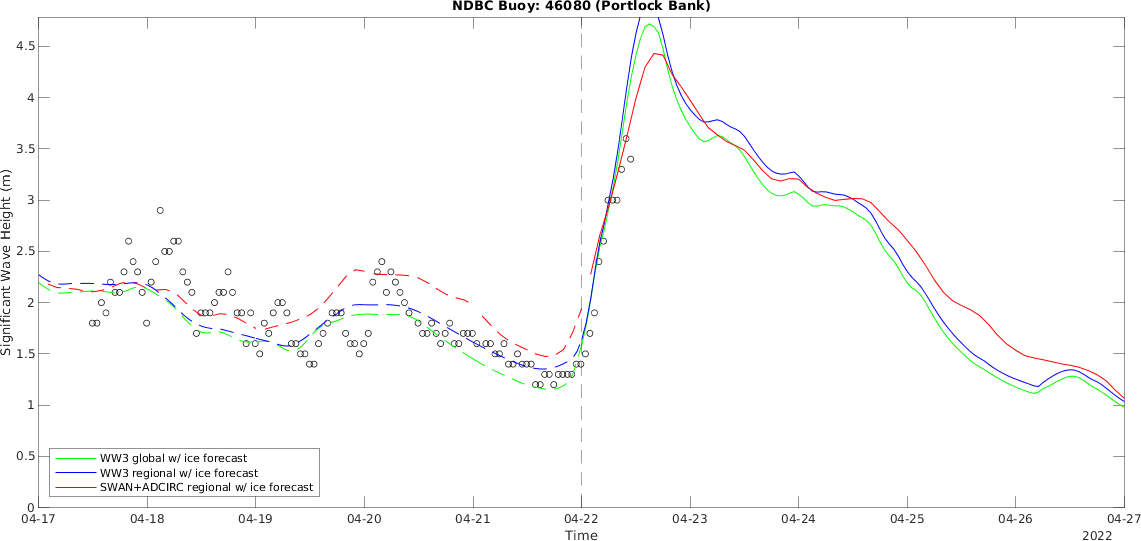 NDBC Buoy: 46080 (Portlock Bank)
Significant Wave Height (m)
4.5
4
3.5
3
2.5
2
1.5
1
0.5
0
WW3 global w/ ice forecast
WW3 regional w/ ice forecast
SWAN+ADCIRC regional w/ ice forecast
04-17 04-18 04-19 04-20 04-21 04-22 04-23 04-24 04-25 04-26 04-27
Time
2022